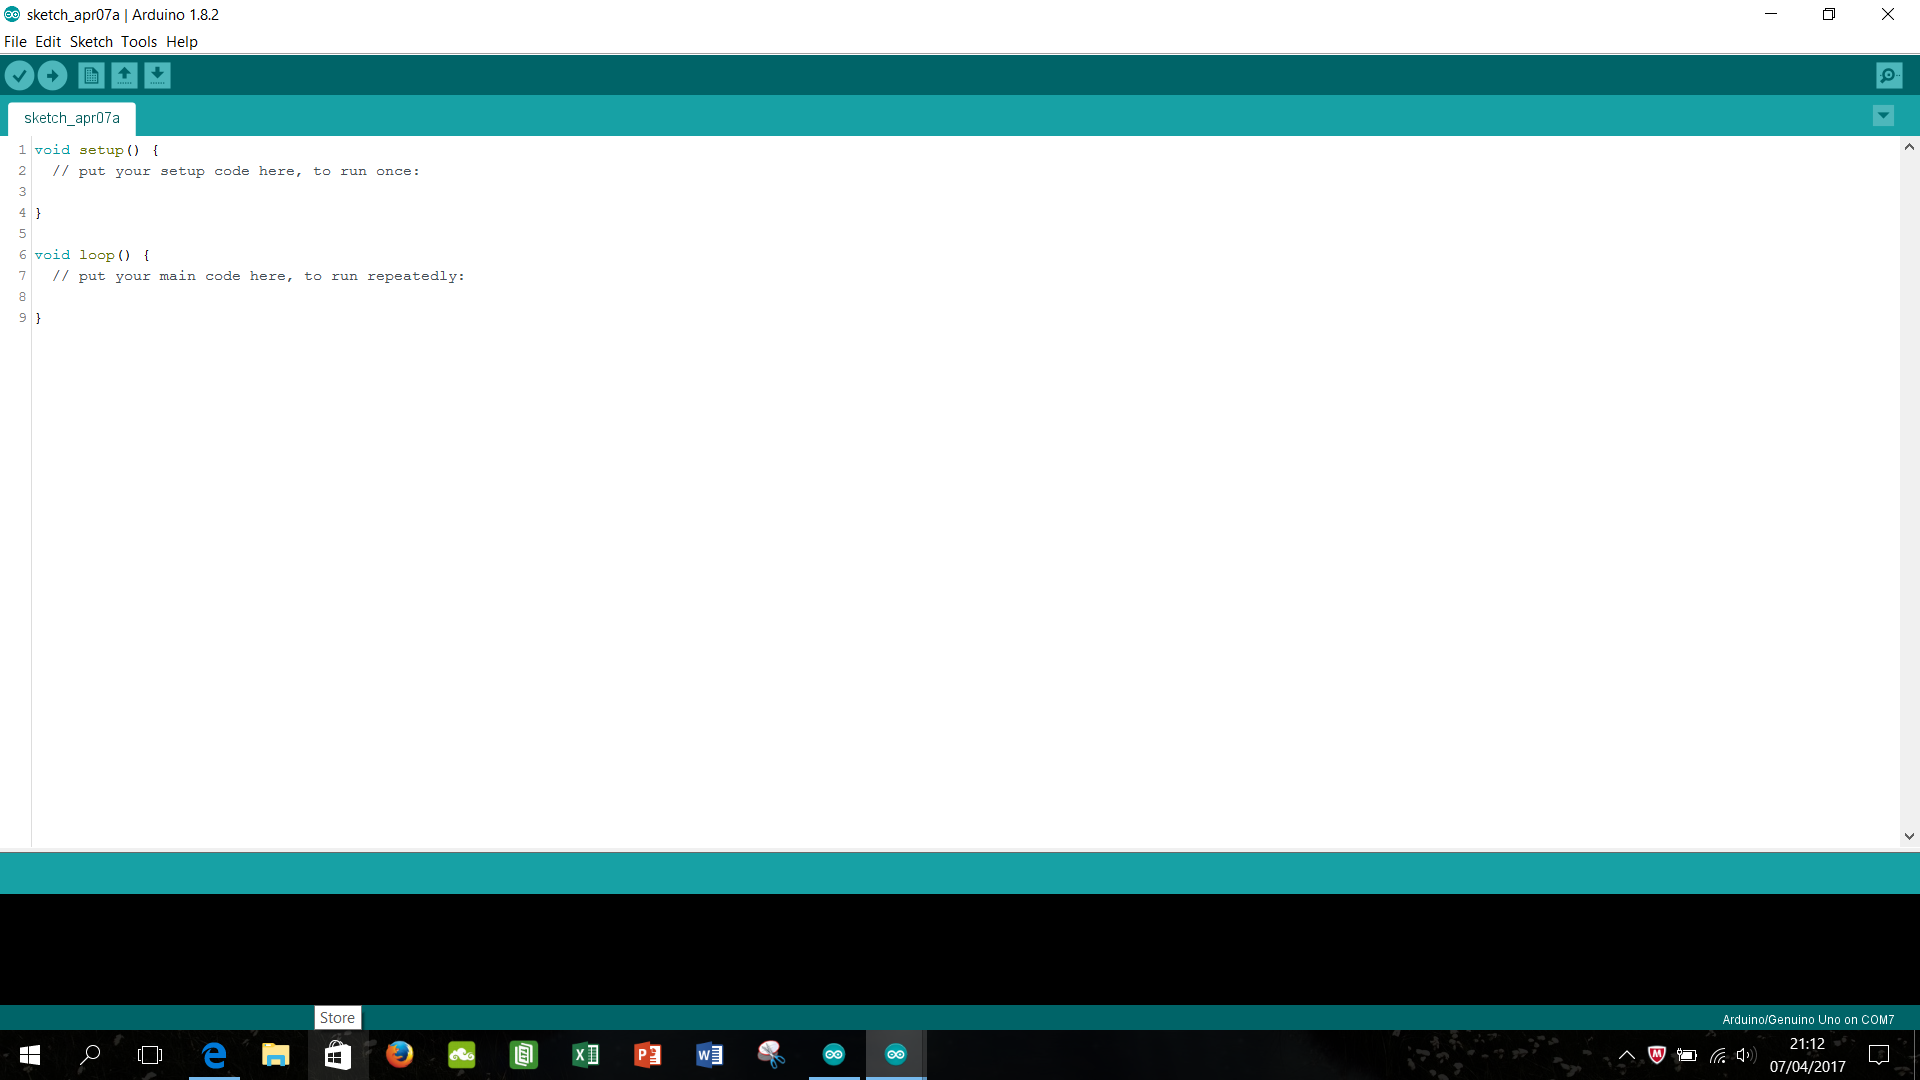 sketch_apr07a | Arduino 1.8.2
File Edit Sketch Tools Help
sketch_apr07a
1 void setup() {
2   // put your setup code here, to run once:
3
4 }
5
6 void loop() {
7   // put your main code here, to run repeatedly:
8
9 }
Store
Arduino/Genuino Uno on COM7
21:12
07/04/2017